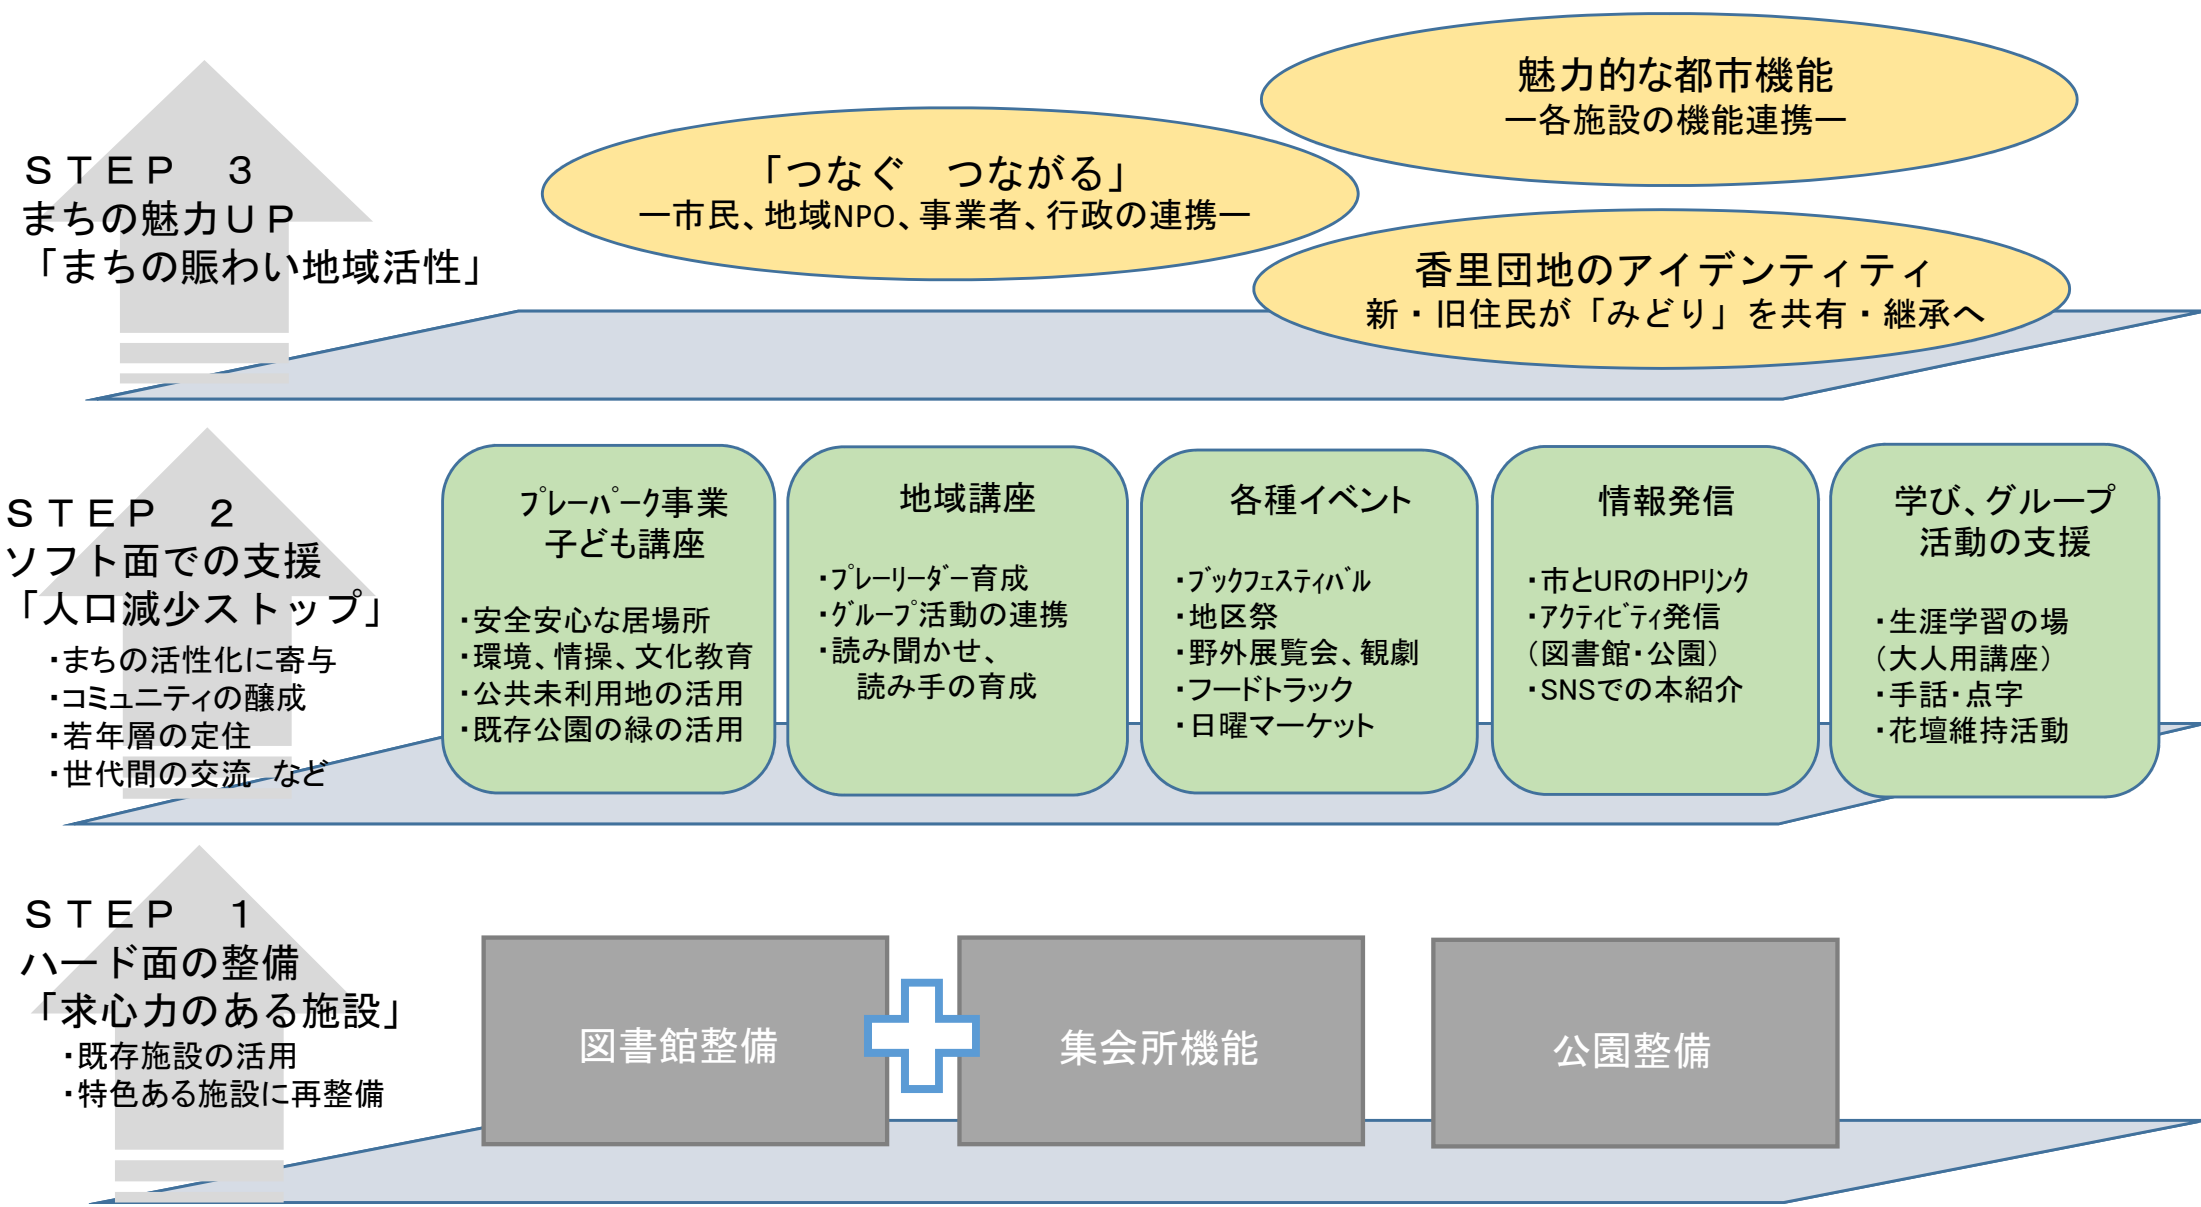 ＳＴＥＰ　３
まちの魅力ＵＰ
「まちの賑わい地域活性」
魅力的な都市機能
ー各施設の機能連携ー
「つなぐ　つながる」
ー市民、地域NPO、事業者、行政の連携ー
香里団地のアイデンティティ
新・旧住民が「みどり」を共有・継承へ
ＳＴＥＰ　２
ソフト面での支援
「人口減少ストップ」
・まちの活性化に寄与
・コミュニティの醸成
・若年層の定住
・世代間の交流　など
ﾌﾟﾚｰﾊﾟｰｸ事業
子ども講座
・安全安心な居場所
・環境、情操、文化教育
・公共未利用地の活用
・既存公園の緑の活用
地域講座
・ﾌﾟﾚｰﾘｰﾀﾞｰ育成
・ｸﾞﾙｰﾌﾟ活動の連携
・読み聞かせ、
読み手の育成
各種イベント
・ﾌﾞｯｸﾌｪｽﾃｨﾊﾞﾙ
・地区祭
・野外展覧会、観劇
・フードトラック
・日曜マーケット
情報発信
・市とURのHPﾘﾝｸ
・ｱｸﾃｨﾋﾞﾃｨ発信
（図書館・公園）
・SNSでの本紹介
学び、グループ
活動の支援
・生涯学習の場
（大人用講座）
・手話・点字
・花壇維持活動
ＳＴＥＰ　１
ハード面の整備
「求心力のある施設」
・既存施設の活用
・特色ある施設に再整備
図書館整備
集会所機能
公園整備